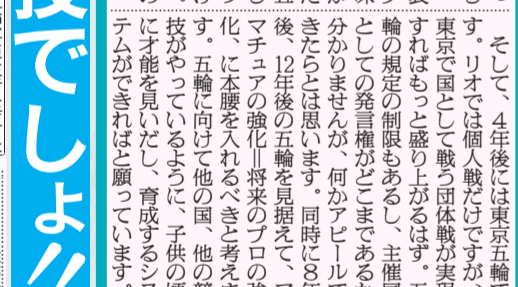 そして、４年後には東京五輪で
す。リオでは個人戦だけですが、
東京で国として戦う団体戦が実現
すればもっと盛り上がるはず。五
輪の規定の制限もあるし、主催国
としての発言権がどこまであるか
分かりませんが、何かアピールで
きたらとは思います。同時に８年
後、12年後の五輪を見据えて、ア
マチュアの強化＝将来のプロの強
化、に本腰を入れるべきと考えま
す。五輪に向けて他の国、他の競
技がやっているように、子供の
に才能を見いだし、育成するシス
テムができればと願っています。
技でしょ!!